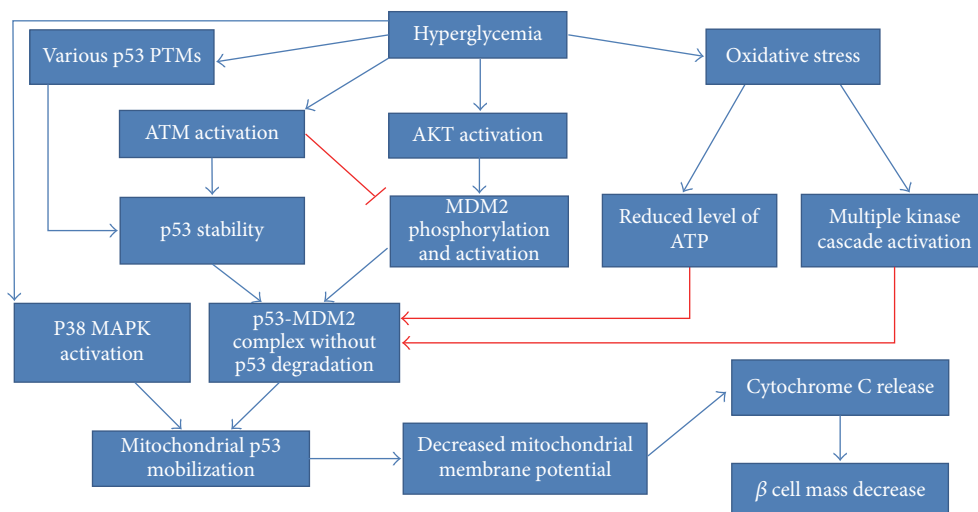 Hyperglycemia
Various p53 PTMs
Oxidative stress
ATM activation
AKT activation
p53 stability
MDM2
phosphorylation
and activation
Reduced level of
ATP
Multiple kinase
cascade activation
P38 MAPK
activation
p53-MDM2
complex without
p53 degradation
Cytochrome C release
Mitochondrial p53
mobilization
Decreased mitochondrial
membrane potential
β cell mass decrease